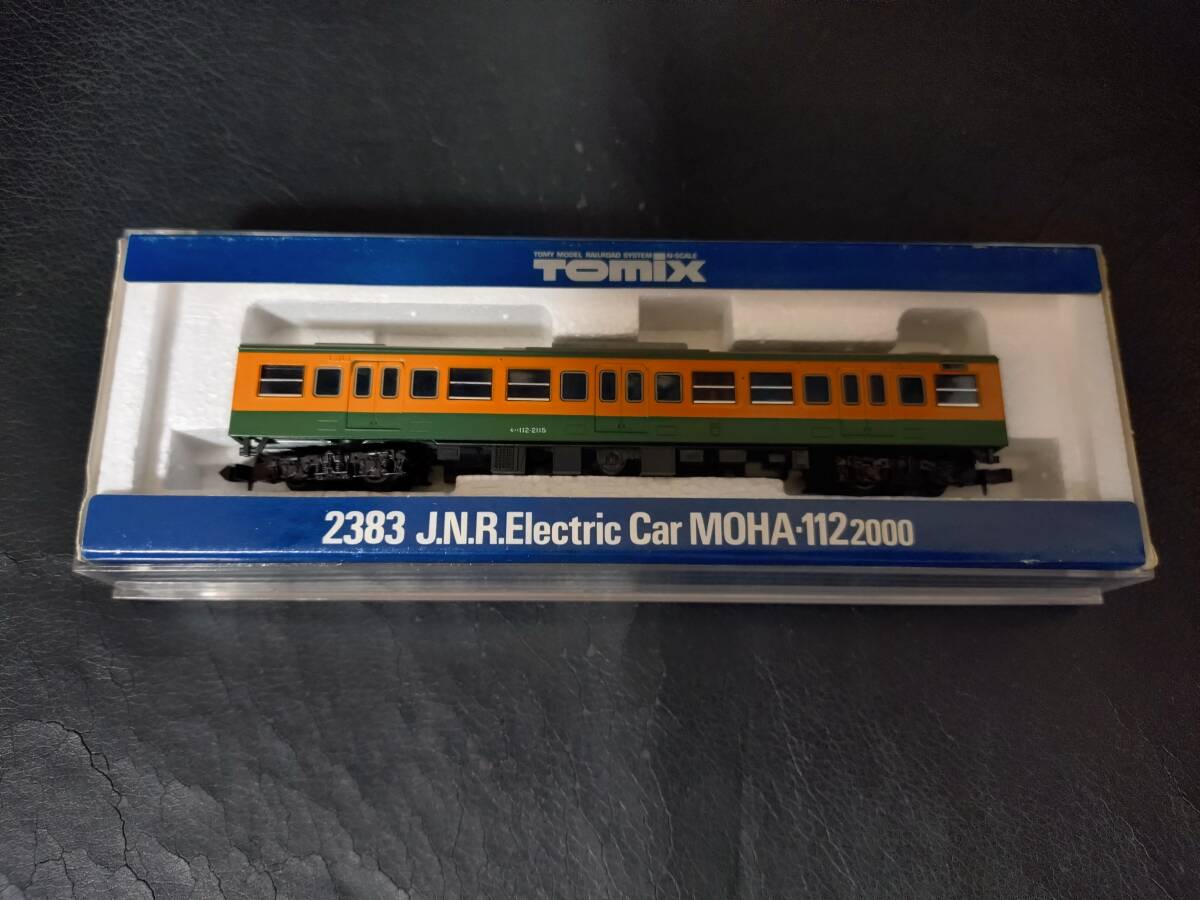 TOMY MODEL RAILROAD SYSTEM N-SCALE
TOMIX
モハ112-2115
2383 J.N.R.Electric Car MOHA·112 2000